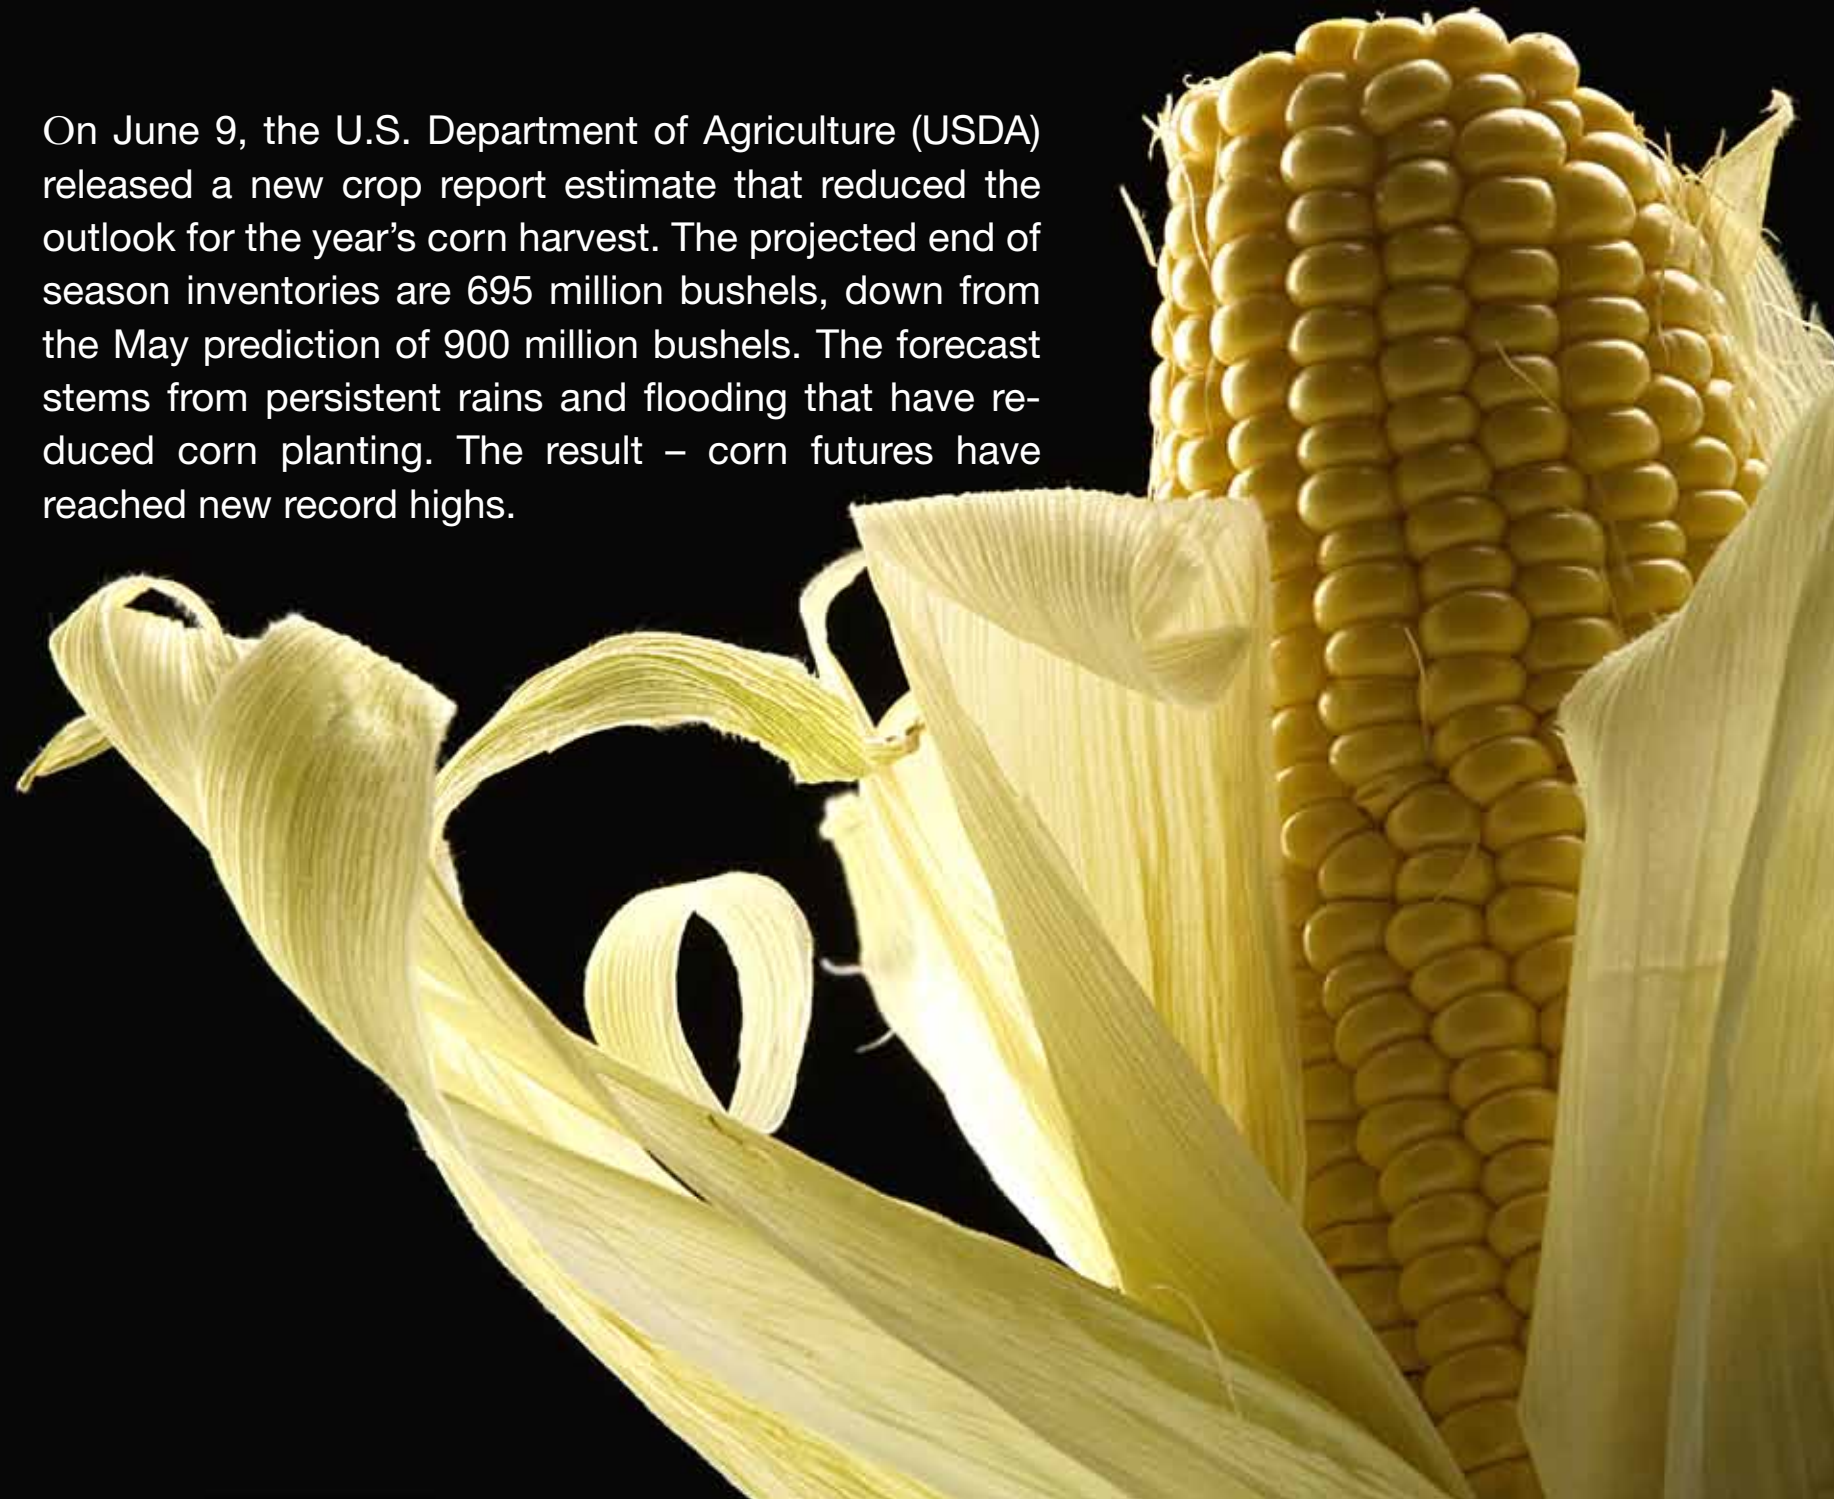 On June 9, the U.S. Department of Agriculture (USDA)
released a new crop report estimate that reduced the
outlook for the year’s corn harvest. The projected end of
season inventories are 695 million bushels, down from
the May prediction of 900 million bushels. The forecast
stems from persistent rains and flooding that have re-
duced corn planting. The result – corn futures have
reached new record highs.